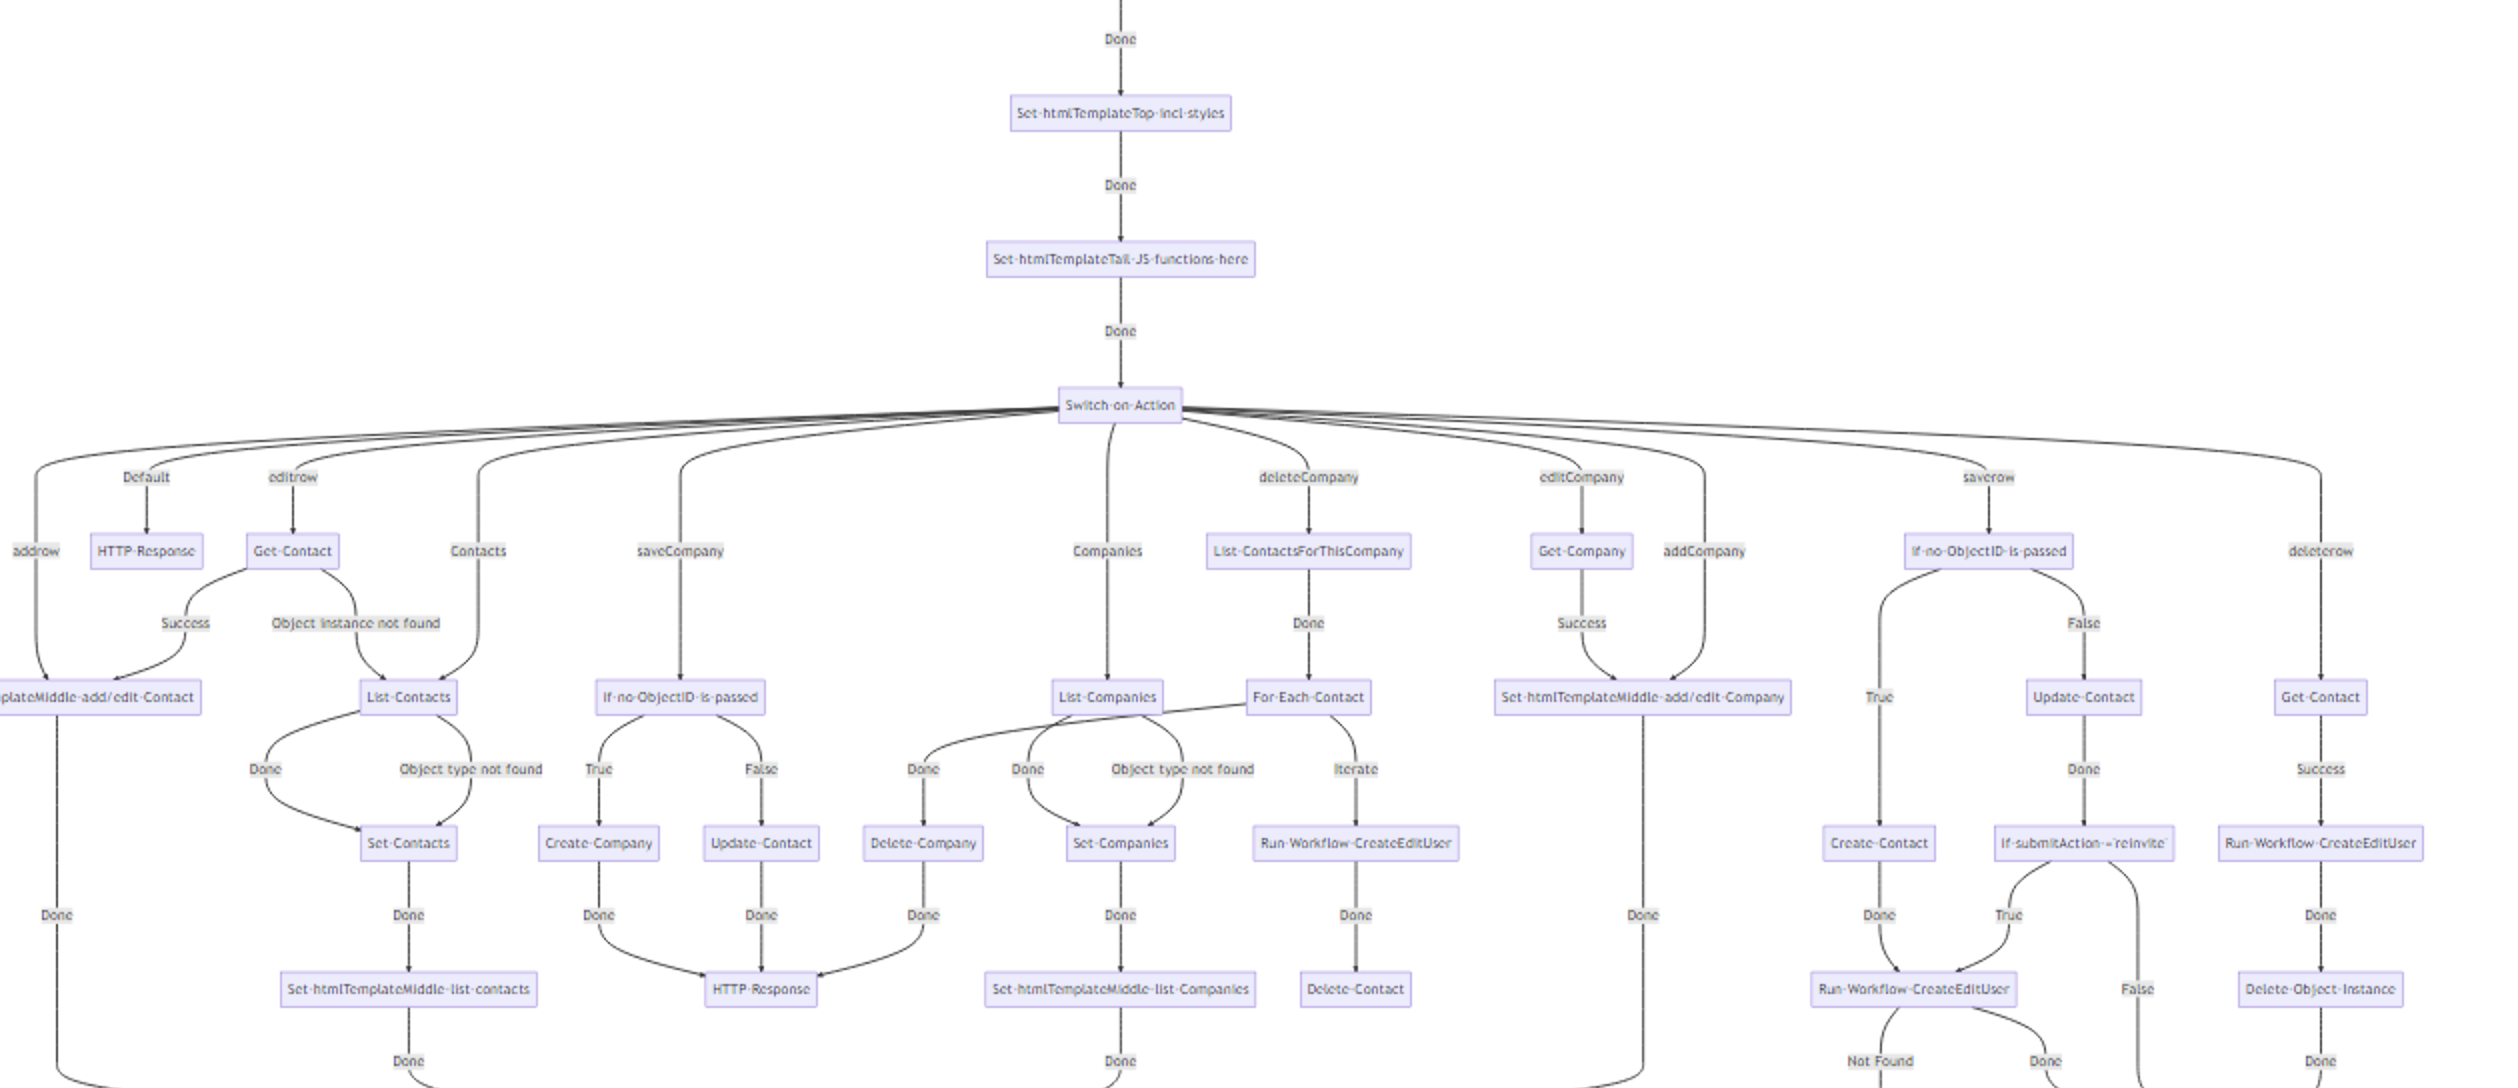 Done
Set-htmlTemplateTop-incl-styles
Done
Set-htmlTemplateTail-JS-functions-here
Done
Switch-on-Action
Default
editrow
deleteCompany
editCompany
saverow
addrow
HTTP-Response
Get-Contact
Contacts
saveCompany
Companies
List-ContactsForThisCompany
Get-Company
addCompany
if-no-ObjectID-is-passed
deleterow
Success
Object instance not found
Done
Success
True
False
plateMiddle-add/edit-Contact
List-Contacts
if-no-ObjectID-is-passed
List-Companies
For-Each-Contact
Set-htmlTemplateMiddle-add/edit-Company
Update-Contact
Get-Contact
Done
Object type not found
True
False
Done
Done
Object type not found
Iterate
Done
Success
Set-Contacts
Create-Company
Update-Contact
Delete-Company
Set-Companies
Run-Workflow-CreateEditUser
Create-Contact
if-submitAction-='reinvite'
Run-Workflow-CreateEditUser
Done
Done
Done
Done
Done
Done
Done
Done
Done
True
Done
Set-htmlTemplateMiddle-list-contacts
HTTP-Response
Set-htmlTemplateMiddle-list-Companies
Delete-Contact
Run-Workflow-CreateEditUser
False
Delete-Object-Instance
Done
Done
Not Found
Done
Done